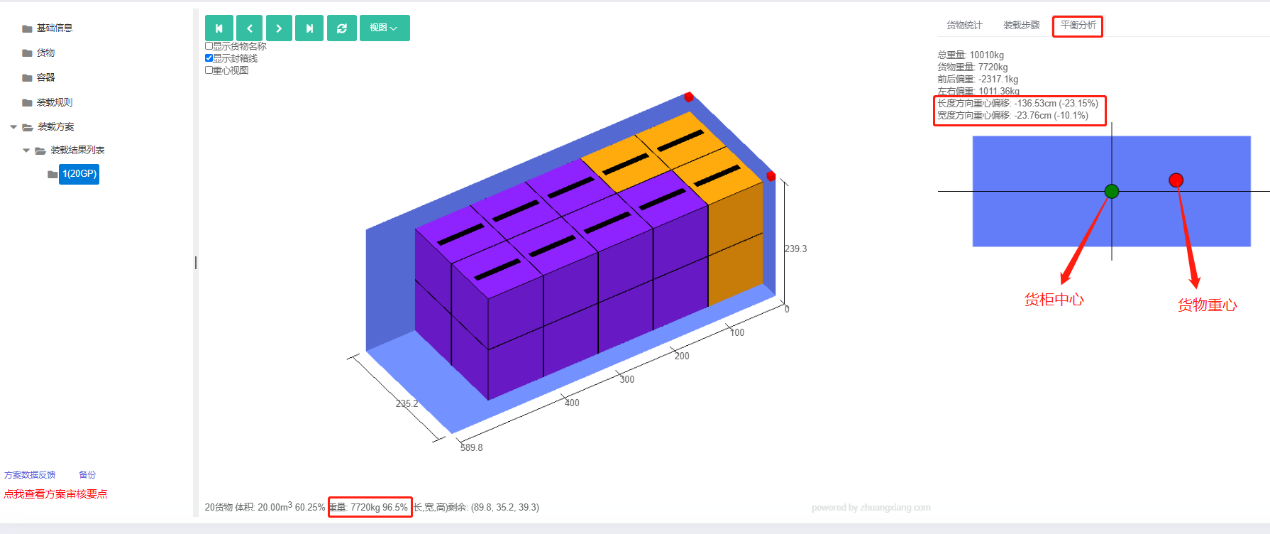 基础信息
货物
容器
装载规则
装载方案
装载结果列表
1(20GP)
方案数据反馈 备份
点我查看方案审核要点
视图
显示货物名称
显示封箱线
重心视图
239.3
0
100
200
300
400
589.8
235.2
20货物 体积: 20.00m3 60.25% 重量: 7720kg 96.5% (长,宽,高)剩余: (89.8, 35.2, 39.3)
powered by zhuangxiang.com
货物统计 装载步骤 平衡分析
总重量: 10010kg
货物重量: 7720kg
前后偏重: -2317.1kg
左右偏重: 1011.36kg
长度方向重心偏移: -136.53cm (-23.15%)
宽度方向重心偏移: -23.76cm (-10.1%)
货柜中心
货物重心